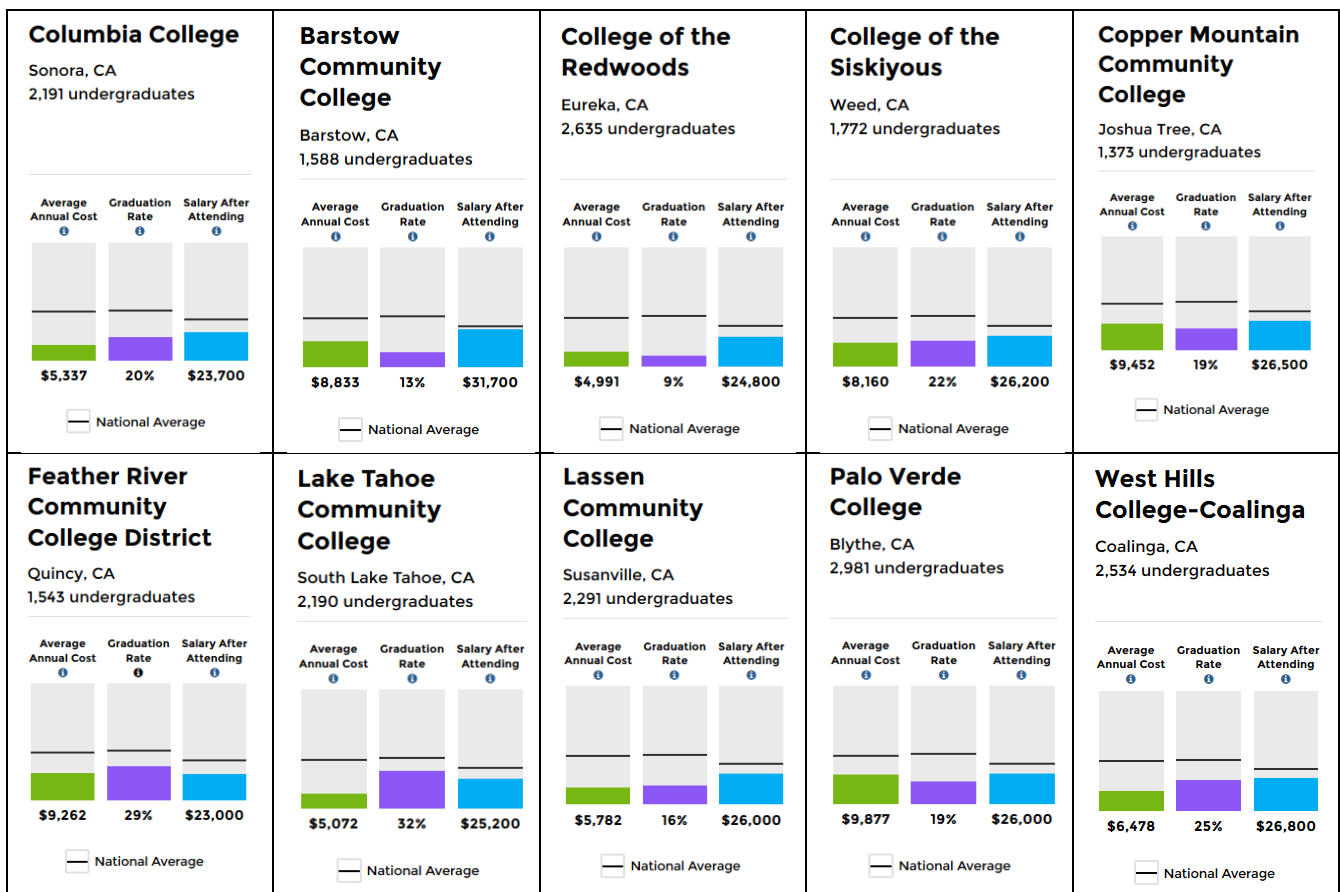 Columbia College
Sonora, CA
2,191 undergraduates
Average
Annual Cost
Graduation
Rate
Salary After
Attending
$5,337
20%
$23,700
National Average
Barstow
Community
College
Barstow, CA
1,588 undergraduates
Average
Annual Cost
Graduation
Rate
Salary After
Attending
$8,833
13%
$31,700
National Average
College of the
Redwoods
Eureka, CA
2,635 undergraduates
Average
Annual Cost
Graduation
Rate
Salary After
Attending
$4,991
9%
$24,800
National Average
College of the
Siskiyous
Weed, CA
1,772 undergraduates
Average
Annual Cost
Graduation
Rate
Salary After
Attending
$8,160
22%
$26,200
National Average
Copper Mountain
Community
College
Joshua Tree, CA
1,373 undergraduates
Average
Annual Cost
Graduation
Rate
Salary After
Attending
$9,452
19%
$26,500
National Average
Feather River
Community
College District
Quincy, CA
1,543 undergraduates
Average
Annual Cost
Graduation
Rate
Salary After
Attending
$9,262
29%
$23,000
National Average
Lake Tahoe
Community
College
South Lake Tahoe, CA
2,190 undergraduates
Average
Annual Cost
Graduation
Rate
Salary After
Attending
$5,072
32%
$25,200
National Average
Lassen
Community
College
Susanville, CA
2,291 undergraduates
Average
Annual Cost
Graduation
Rate
Salary After
Attending
$5,782
16%
$26,000
National Average
Palo Verde
College
Blythe, CA
2,981 undergraduates
Average
Annual Cost
Graduation
Rate
Salary After
Attending
$9,877
19%
$26,000
National Average
West Hills
College-Coalinga
Coalinga, CA
2,534 undergraduates
Average
Annual Cost
Graduation
Rate
Salary After
Attending
$6,478
25%
$26,800
National Average